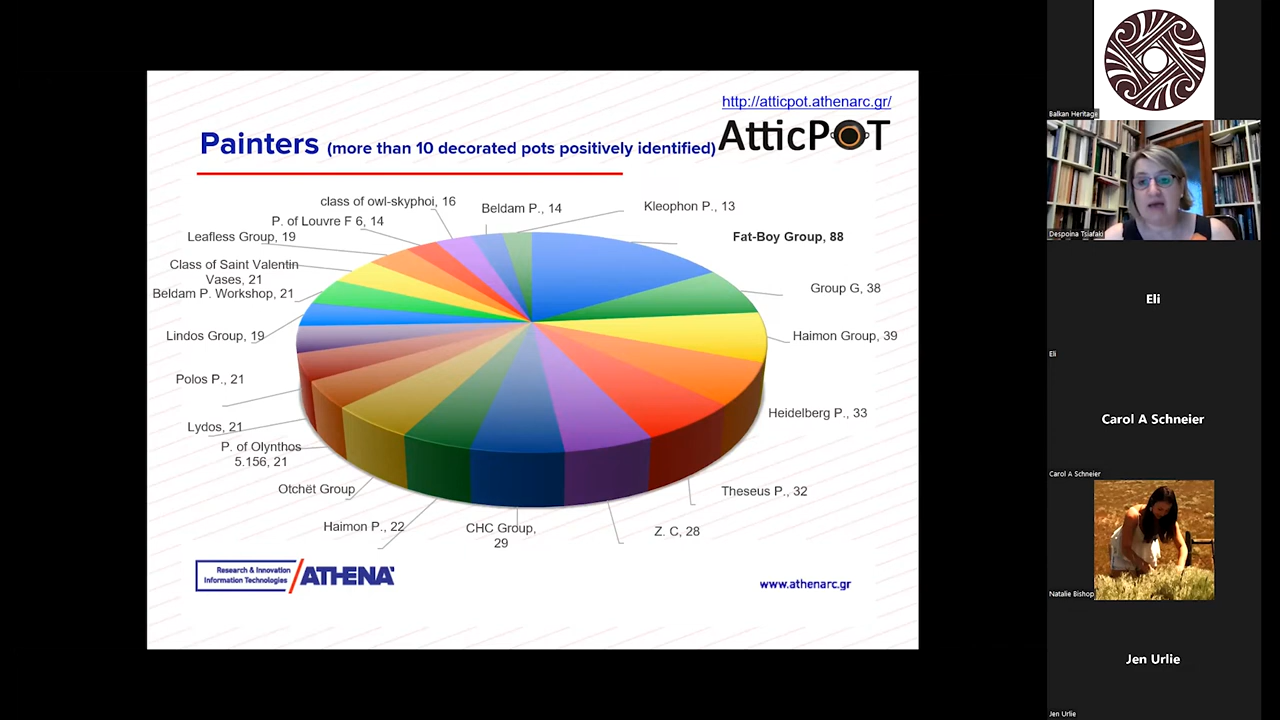 http://atticpot.athenarc.gr/
AtticPOT
Painters (more than 10 decorated pots positively identified)
class of owl-skyphoi, 16
Beldam P., 14
Kleophon P., 13
P. of Louvre F 6, 14
Leafless Group, 19
Fat-Boy Group, 88
Class of Saint Valentin
Vases, 21
Group G, 38
Beldam P. Workshop, 21
Lindos Group, 19
Haimon Group, 39
Polos P., 21
Heidelberg P., 33
Lydos, 21
P. of Olynthos
5.156, 21
Otchët Group
Theseus P., 32
Haimon P., 22
CHC Group,
29
Z. C, 28
Research & Innovation
Information Technologies
ATHENA
www.athenarc.gr
Balkan Heritage
Despoina Tsiafaki
Eli
Eli
Carol A Schneier
Carol A Schneier
Natalie Bishop
Jen Urlie
Jen Urlie